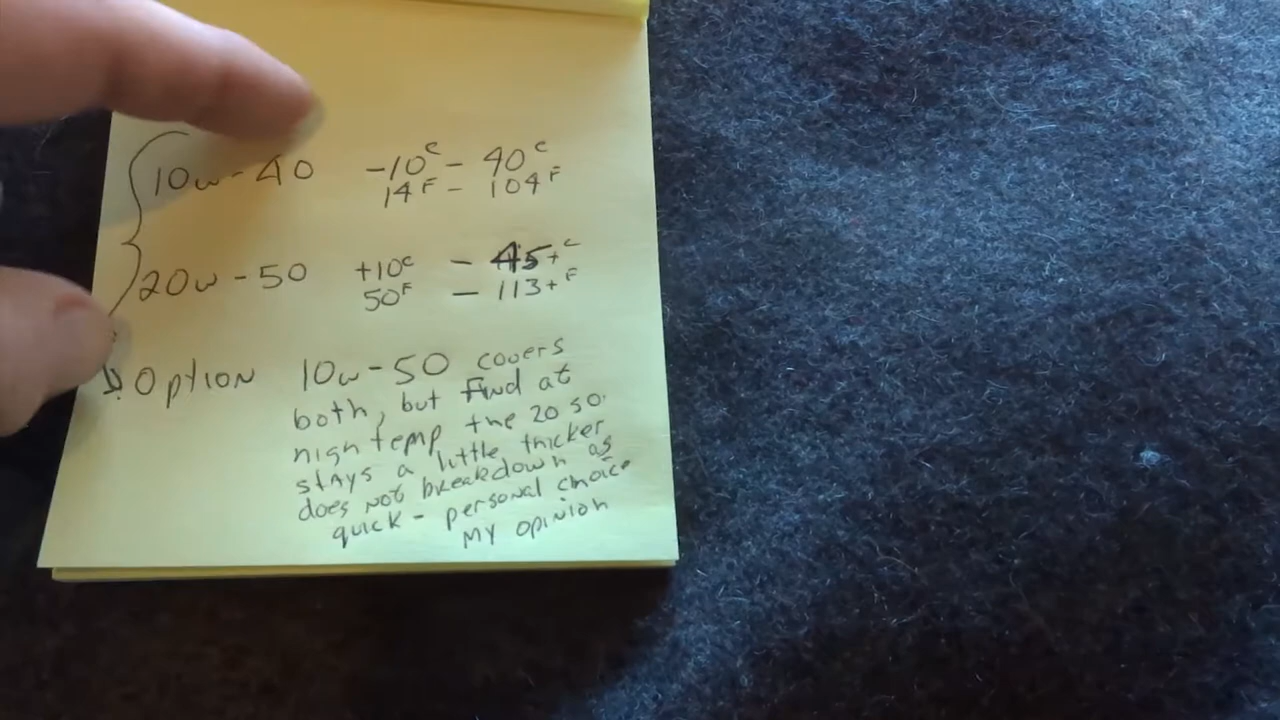 10w-40 -10c - 40c
14F - 104F
20w-50 +10c - 45+c
50F - 113+F
Option 10w-50 covers
both, but Find at
high temp the 20 50
stays a little thicker
does not breakdown as
quick - personal choice
My opinion